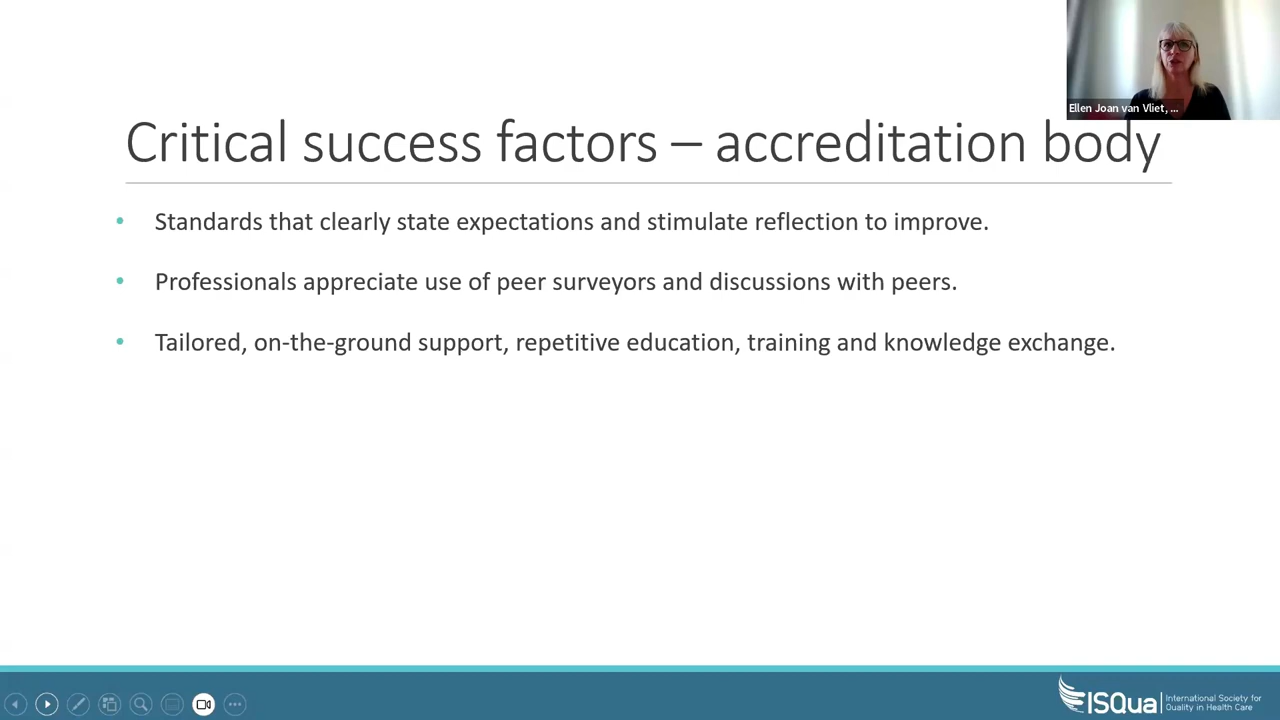 Ellen Joan van Vliet, ...
Critical success factors – accreditation body
• Standards that clearly state expectations and stimulate reflection to improve.
• Professionals appreciate use of peer surveyors and discussions with peers.
• Tailored, on-the-ground support, repetitive education, training and knowledge exchange.
ISQua
International Society for
Quality in Health Care